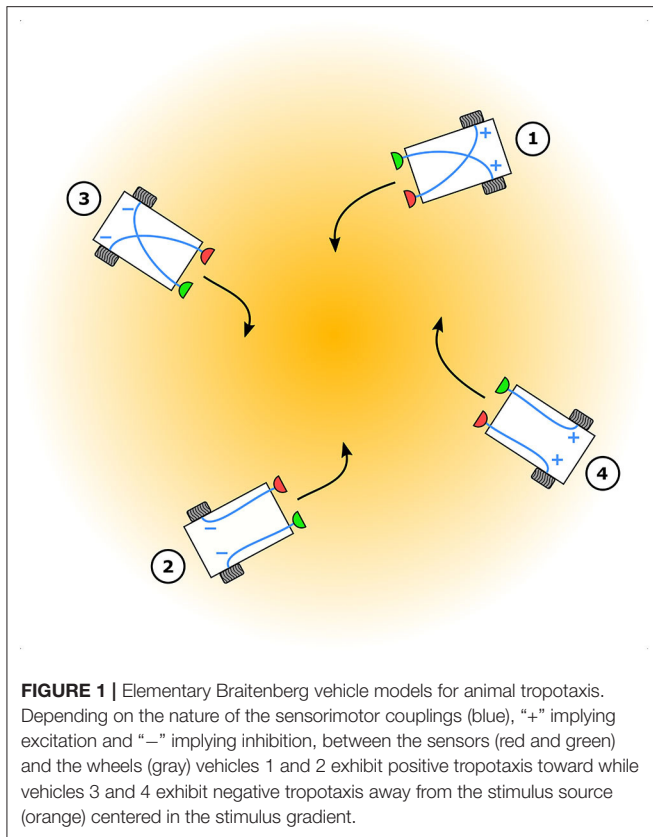 1
+
+
3
−
−
+
+
4
−
−
2
FIGURE 1 | Elementary Braitenberg vehicle models for animal tropotaxis.
Depending on the nature of the sensorimotor couplings (blue), “+” implying
excitation and “−” implying inhibition, between the sensors (red and green)
and the wheels (gray) vehicles 1 and 2 exhibit positive tropotaxis toward while
vehicles 3 and 4 exhibit negative tropotaxis away from the stimulus source
(orange) centered in the stimulus gradient.